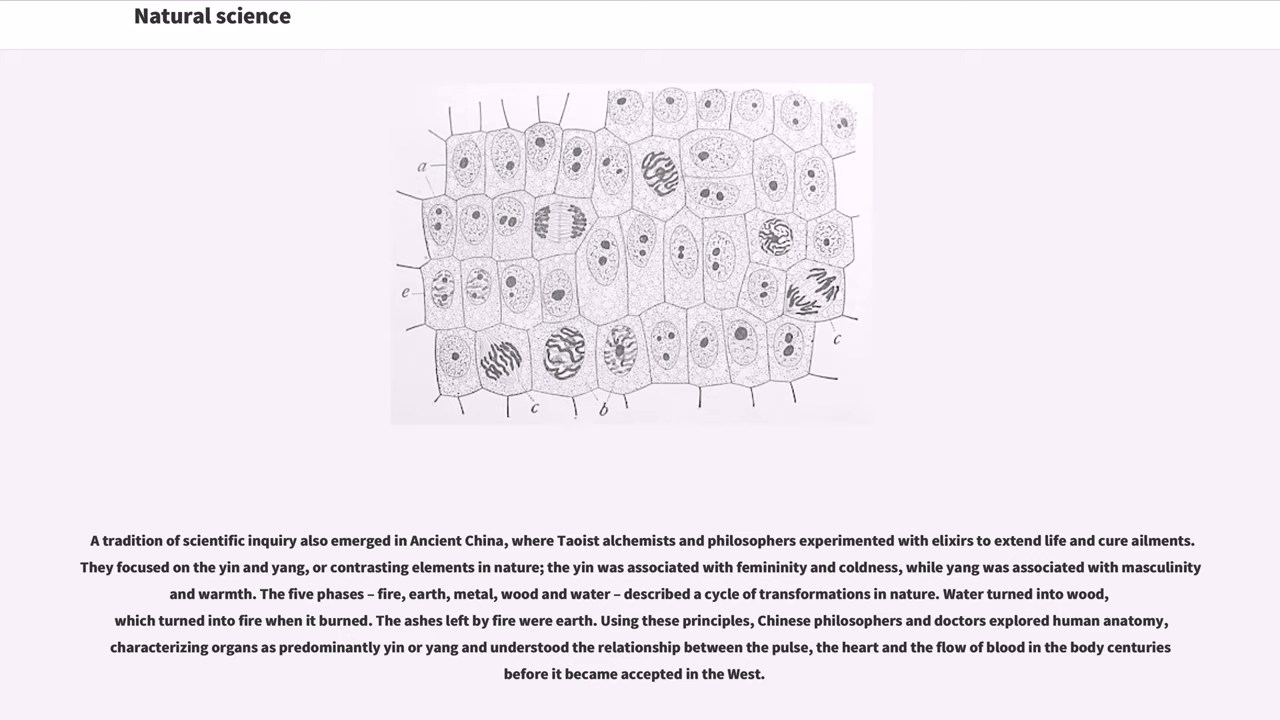 Natural science
a
e
c
c
b
A tradition of scientific inquiry also emerged in Ancient China, where Taoist alchemists and philosophers experimented with elixirs to extend life and cure ailments.
They focused on the yin and yang, or contrasting elements in nature; the yin was associated with femininity and coldness, while yang was associated with masculinity
and warmth. The five phases – fire, earth, metal, wood and water – described a cycle of transformations in nature. Water turned into wood,
which turned into fire when it burned. The ashes left by fire were earth. Using these principles, Chinese philosophers and doctors explored human anatomy,
characterizing organs as predominantly yin or yang and understood the relationship between the pulse, the heart and the flow of blood in the body centuries
before it became accepted in the West.